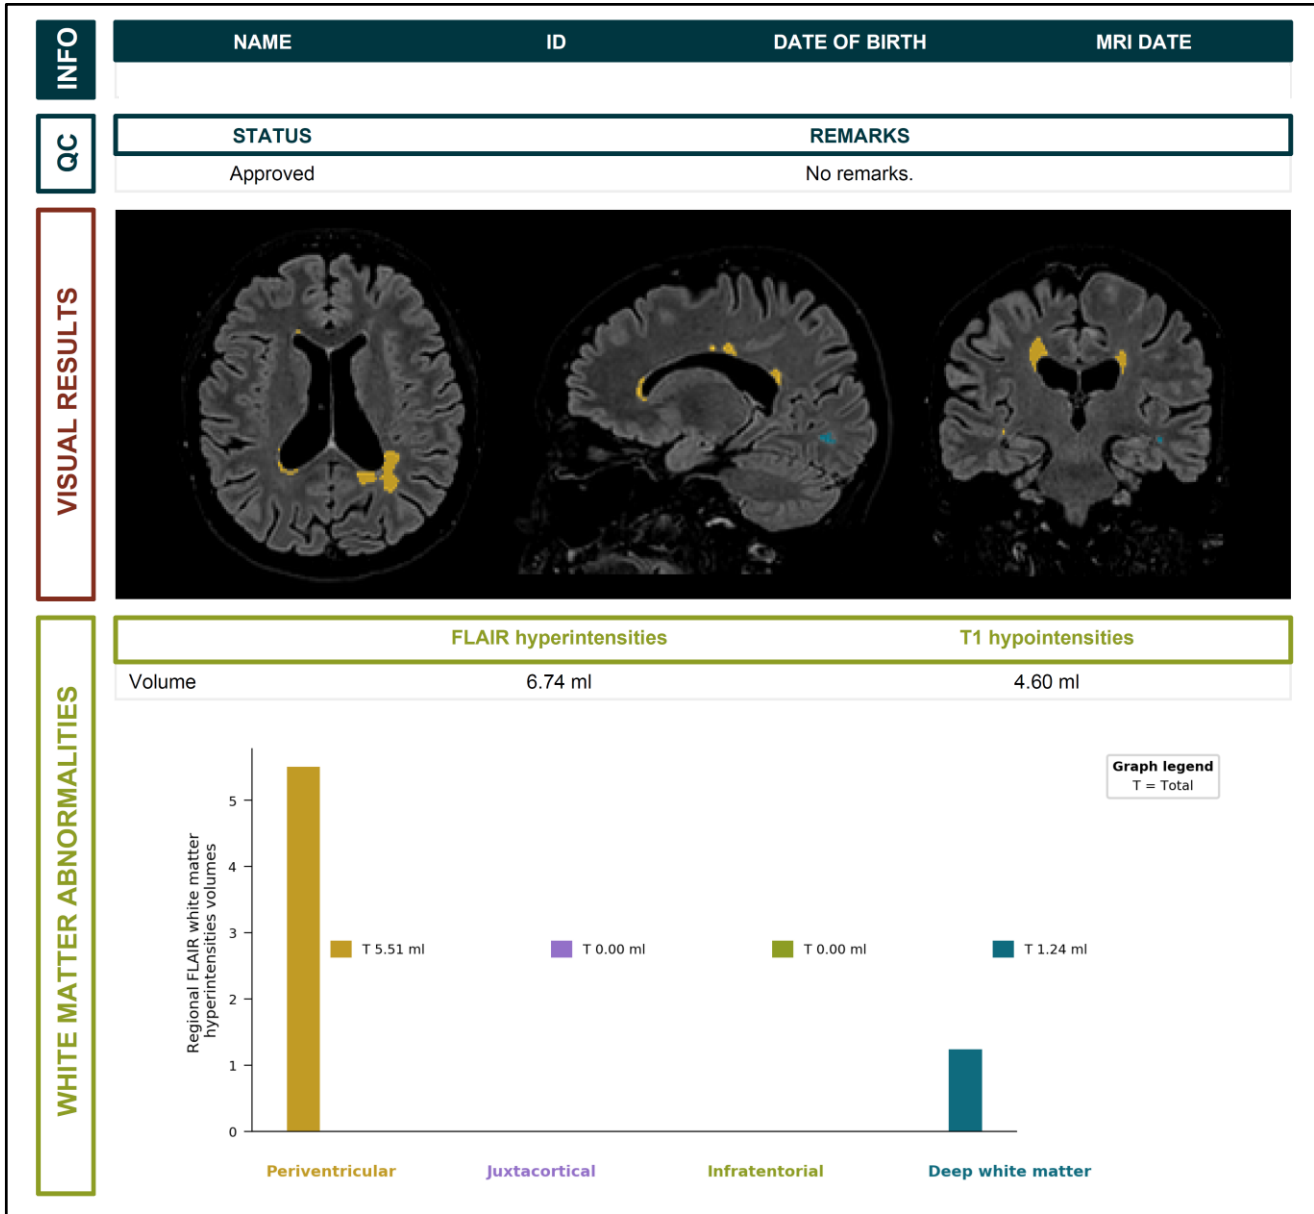 INFO
NAME ID DATE OF BIRTH MRI DATE
QC
STATUS REMARKS
Approved No remarks.
VISUAL RESULTS
WHITE MATTER ABNORMALITIES
FLAIR hyperintensities T1 hypointensities
Volume 6.74 ml 4.60 ml
Graph legend
T = Total
Regional FLAIR white matter
hyperintensities volumes
5
4
3
2
1
0
T 5.51 ml T 0.00 ml T 0.00 ml T 1.24 ml
Periventricular Juxtacortical Infratentorial Deep white matter